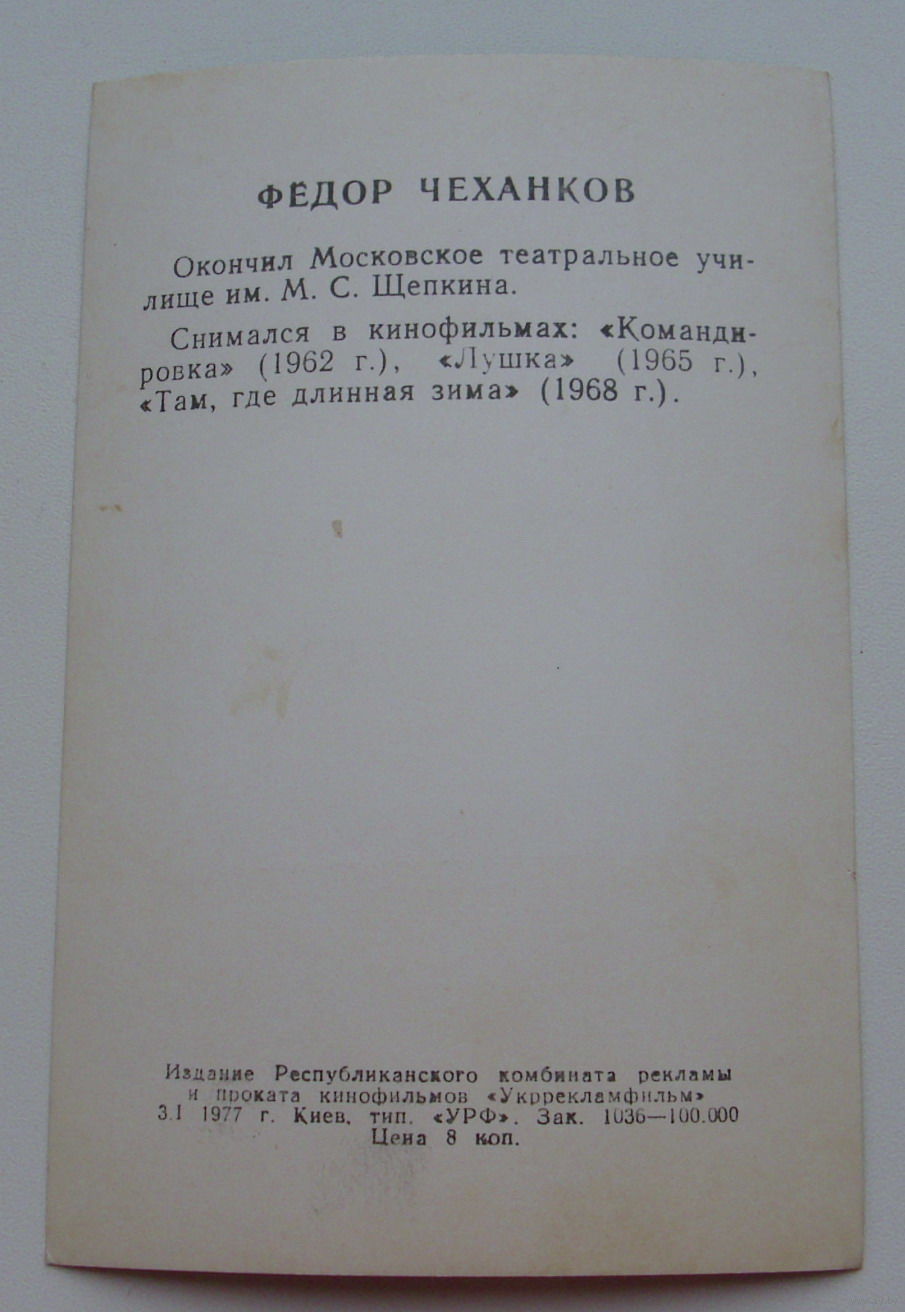 ФЕДОР ЧЕХАНКОВ
Окончил Московское театральное учи-
лище им. М. С. Щепкина.
Снимался в кинофильмах: «Команди-
ровка» (1962 г.), «Лушка» (1965 г.),
«Там, где длинная зима» (1968 г.).
Издание Республиканского комбината рекламы
и проката кинофильмов «Укррекламфильм»
3.I 1977 г. Киев, тип. «УРФ». Зак. 1036—100.000
Цена 8 коп.